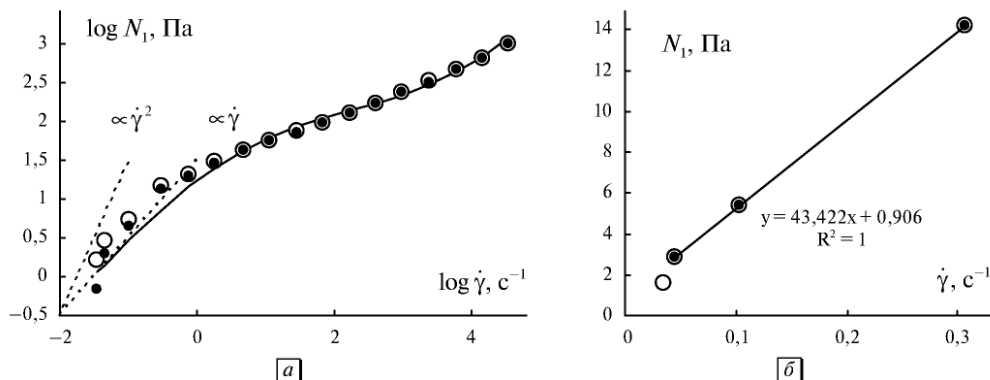 log N₁, Па
3
2,5
2
1,5
1
0,5
0
−0,5
∝γ̇²
∝γ̇
log γ̇, с⁻¹
−2
0
2
4
а
N₁, Па
14
12
10
8
6
4
2
0
y = 43,422x + 0,906
R² = 1
γ̇, с⁻¹
0
0,1
0,2
0,3
б